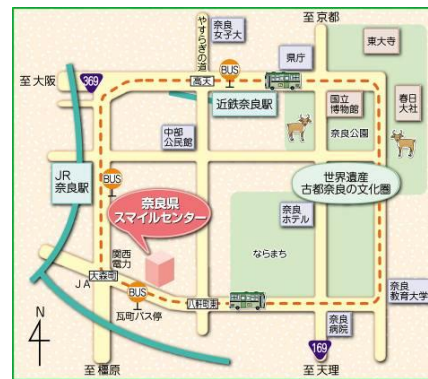 至京都
奈良
女子大
やすらぎの道
東大寺
県庁
BUS
369
至大阪
高天
近鉄奈良駅
国立
博物館
春日
大社
中部
公民館
奈良公園
JR
奈良駅
BUS
世界遺産
古都奈良の文化圏
奈良県
スマイルセンター
奈良
ホテル
関西
電力
ならまち
大森町
JA
BUS
奈良
教育大学
八軒町東
瓦町バス停
奈良
病院
N
169
至橿原
至天理